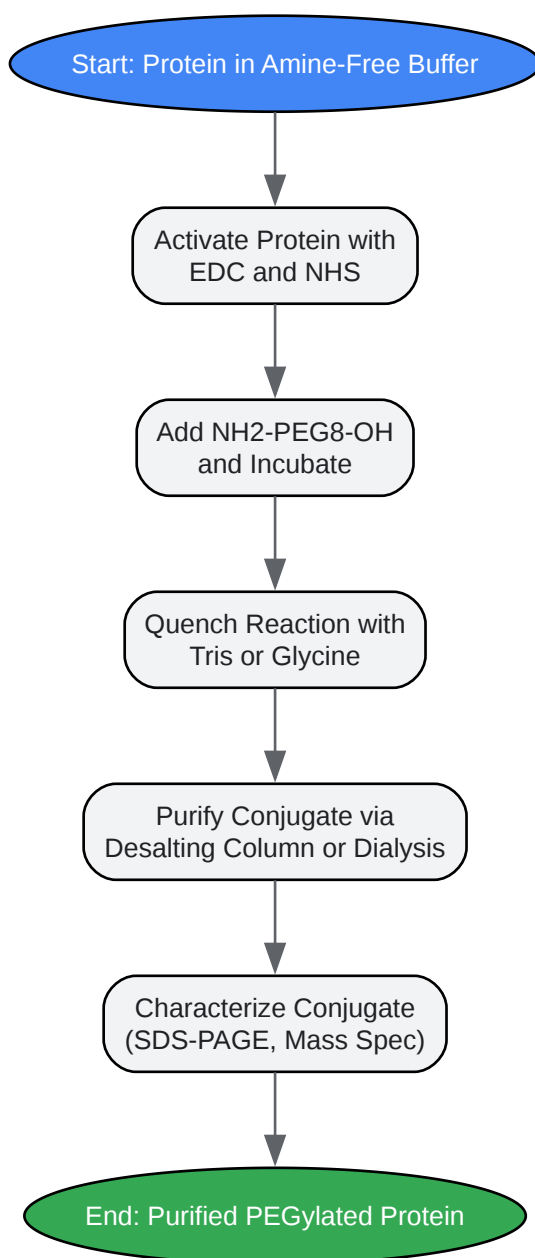 Start: Protein in Amine-Free Buffer
Activate Protein with
EDC and NHS
Add NH2-PEG8-OH
and Incubate
Quench Reaction with
Tris or Glycine
Purify Conjugate via
Desalting Column or Dialysis
Characterize Conjugate
(SDS-PAGE, Mass Spec)
End: Purified PEGylated Protein